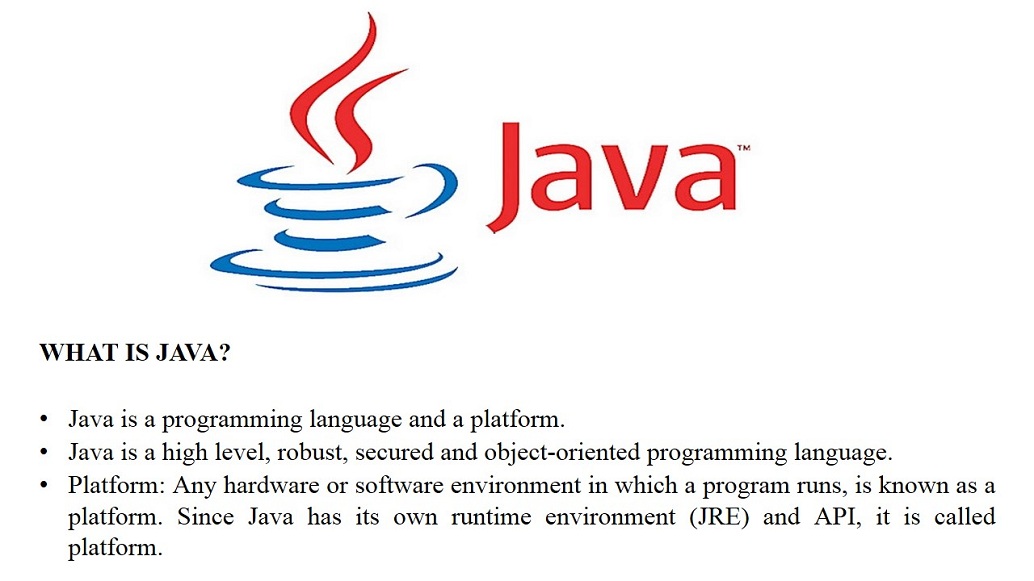 Java™
WHAT IS JAVA?
• Java is a programming language and a platform.
• Java is a high level, robust, secured and object-oriented programming language.
• Platform: Any hardware or software environment in which a program runs, is known as a
platform. Since Java has its own runtime environment (JRE) and API, it is called
platform.